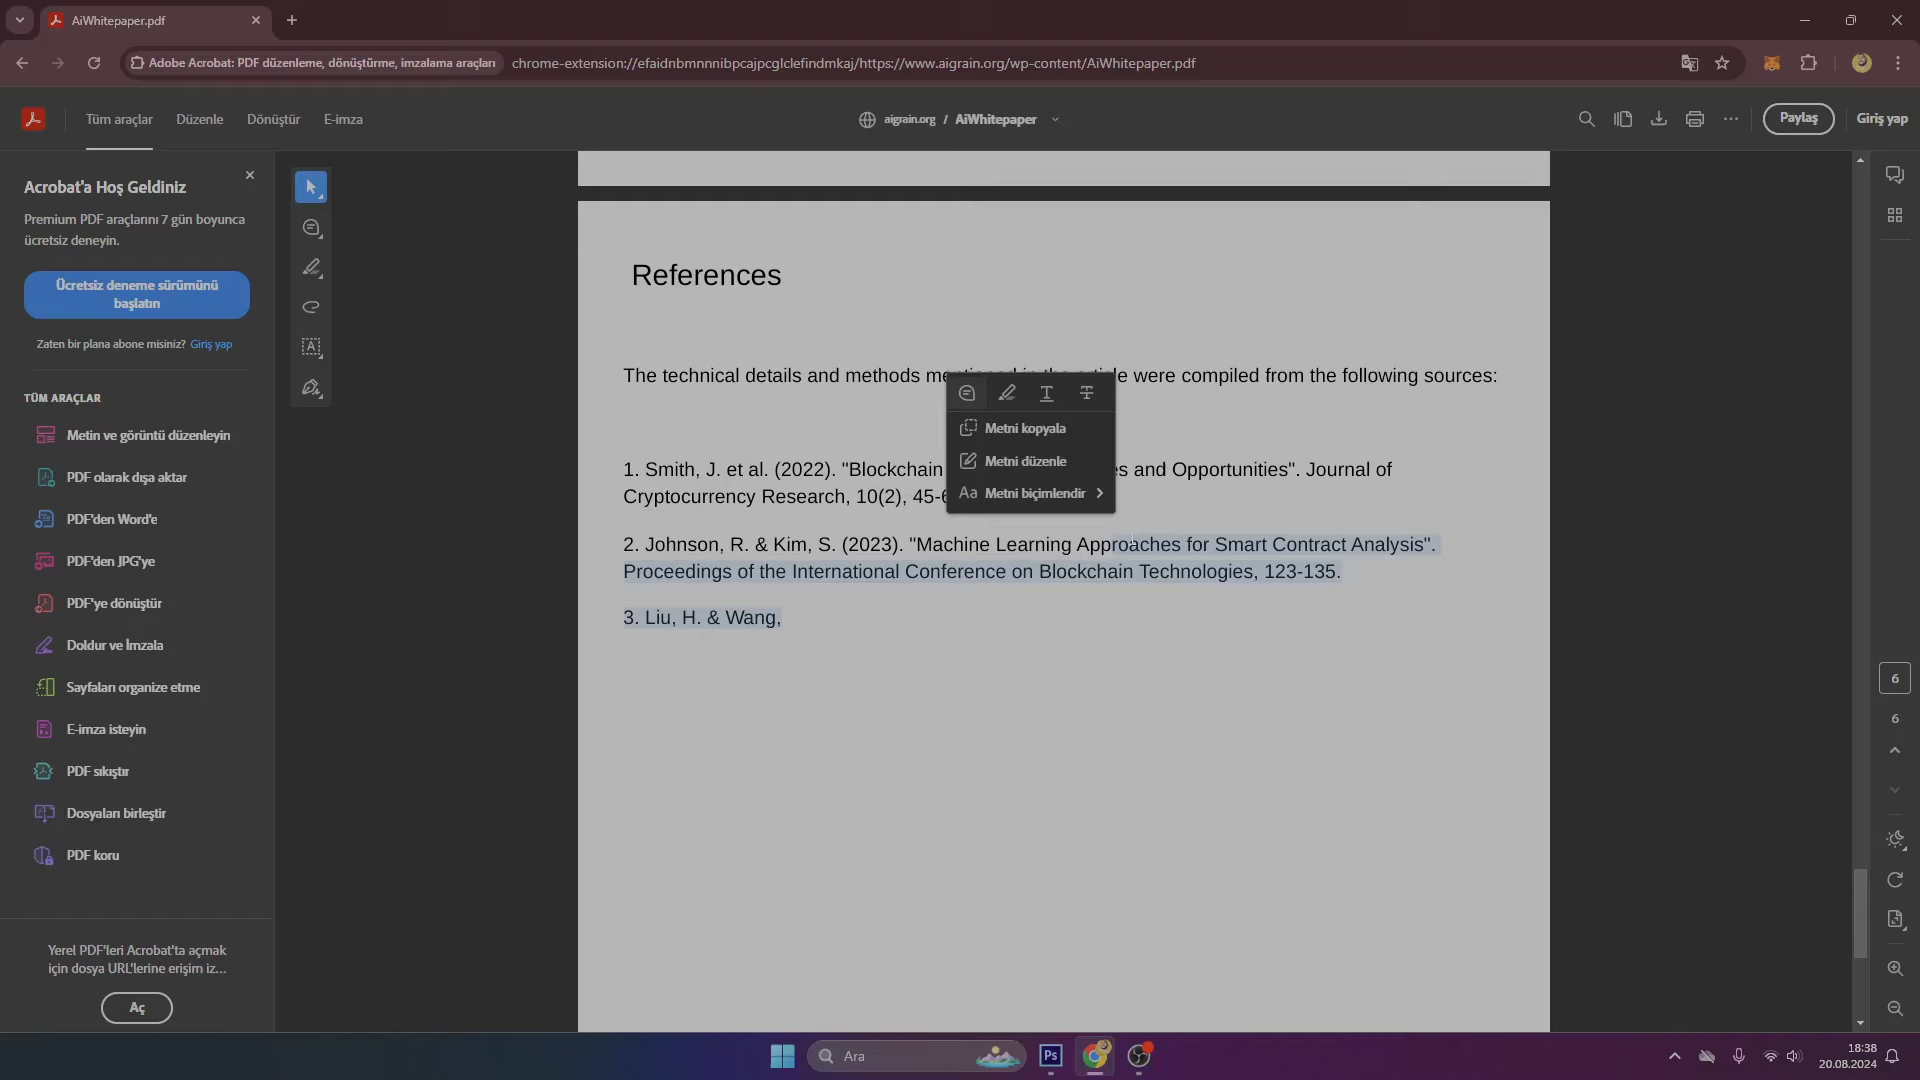 AiWhitepaper.pdf
Adobe Acrobat: PDF düzenleme, dönüştürme, imzalama araçları
chrome-extension://efaidnbmnnnibpcajpcglclefindmkaj/https://www.aigrain.org/wp-content/AiWhitepaper.pdf
Tüm araçlar
Düzenle
Dönüştür
E-imza
aigrain.org / AiWhitepaper
Paylaş
Giriş yap
Acrobat'a Hoş Geldiniz
Premium PDF araçlarını 7 gün boyunca
ücretsiz deneyin.
Ücretsiz deneme sürümünü
başlatın
Zaten bir plana abone misiniz? Giriş yap
TÜM ARAÇLAR
Metin ve görüntü düzenleyin
PDF olarak dışa aktar
PDF'den Word'e
PDF'den JPG'ye
PDF'ye dönüştür
Doldur ve İmzala
Sayfaları organize etme
E-imza isteyin
PDF sıkıştır
Dosyaları birleştir
PDF koru
Yerel PDF'leri Acrobat'ta açmak
için dosya URL'lerine erişim iz...
Aç
References
The technical details and methods were compiled from the following sources:
Metni kopyala
Metni düzenle
Aa Metni biçimlendir
1. Smith, J. et al. (2022). "Blockchain and Opportunities". Journal of
Cryptocurrency Research, 10(2), 45-
2. Johnson, R. & Kim, S. (2023). "Machine Learning Approaches for Smart Contract Analysis".
Proceedings of the International Conference on Blockchain Technologies, 123-135.
3. Liu, H. & Wang,
6
6
Ara
Ps
18:38
20.08.2024